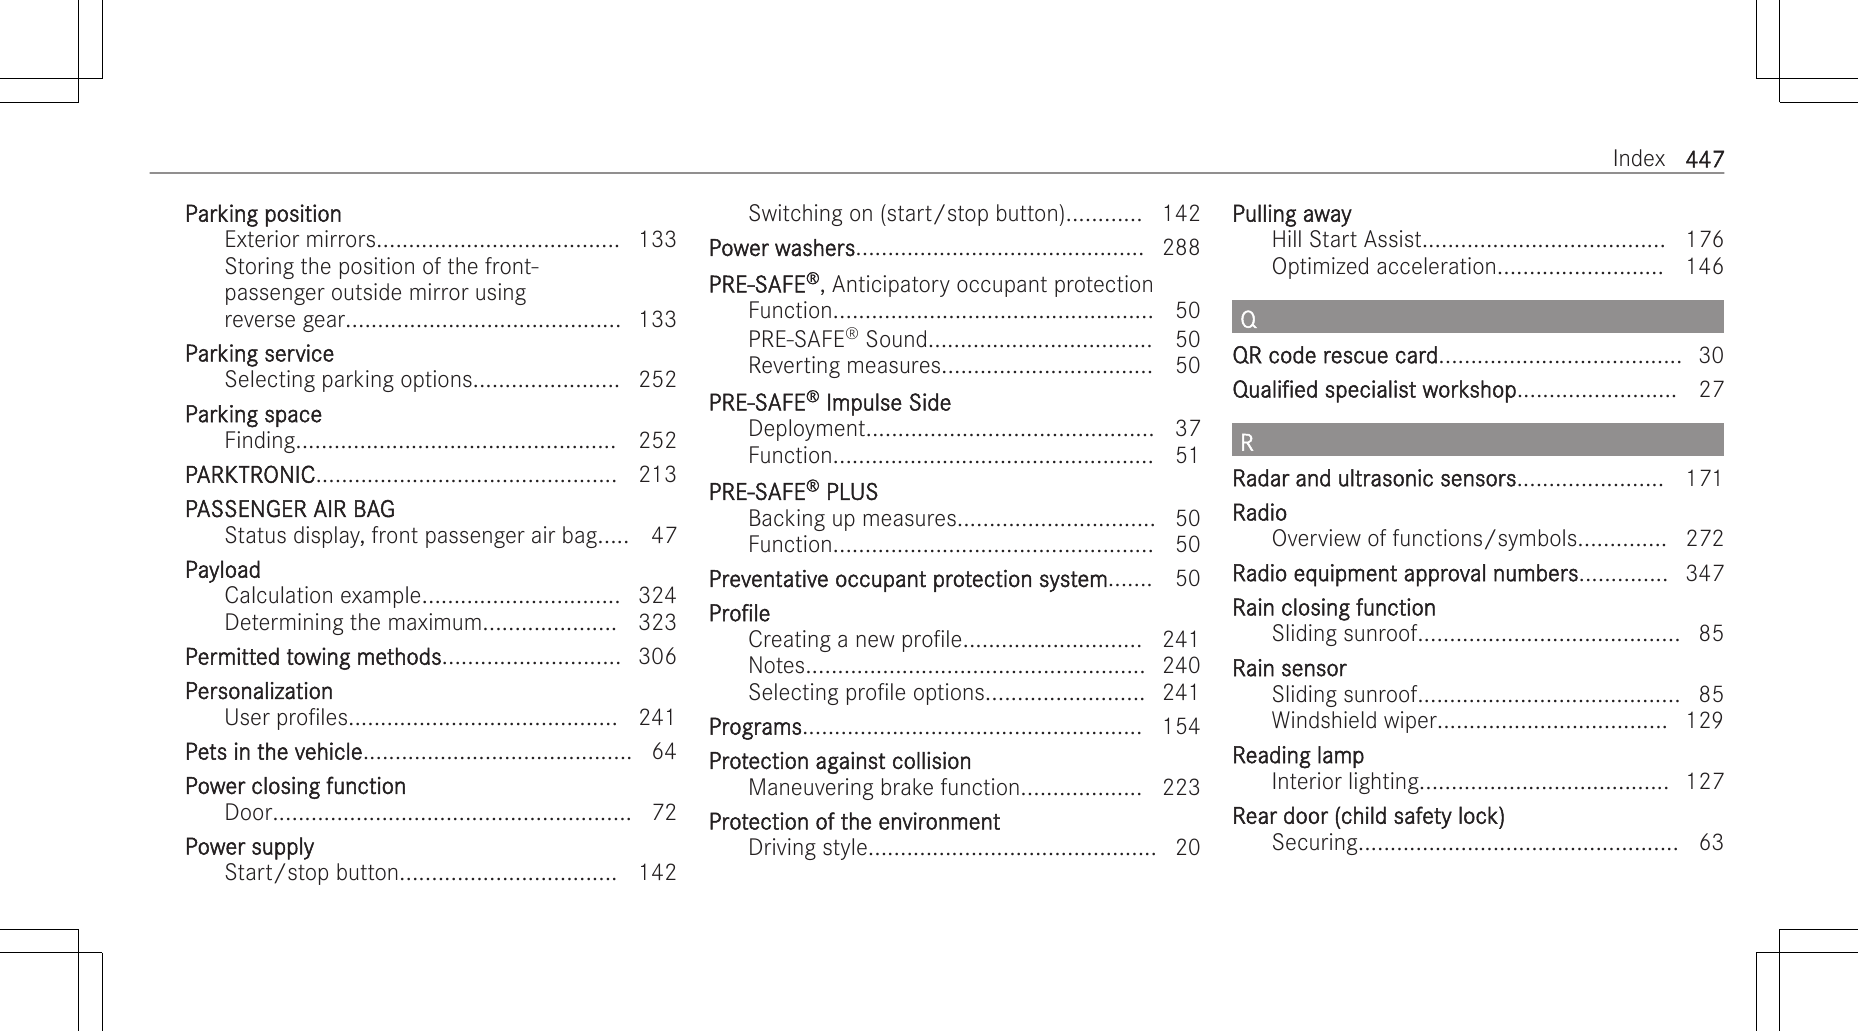 Index 447
Parking position
Exterior mirrors...................................... 133
Storing the position of the front-
passenger outside mirror using
reverse gear........................................... 133
Parking service
Selecting parking options....................... 252
Parking space
Finding.................................................. 252
PARKTRONIC............................................... 213
PASSENGER AIR BAG
Status display, front passenger air bag..... 47
Payload
Calculation example............................... 324
Determining the maximum..................... 323
Permitted towing methods............................ 306
Personalization
User profiles.......................................... 241
Pets in the vehicle.......................................... 64
Power closing function
Door........................................................ 72
Power supply
Start/stop button.................................. 142
Switching on (start/stop button)............ 142
Power washers............................................. 288
PRE-SAFE®, Anticipatory occupant protection
Function.................................................. 50
PRE-SAFE® Sound................................... 50
Reverting measures................................. 50
PRE-SAFE® Impulse Side
Deployment............................................. 37
Function.................................................. 51
PRE-SAFE® PLUS
Backing up measures............................... 50
Function.................................................. 50
Preventative occupant protection system....... 50
Profile
Creating a new profile............................ 241
Notes..................................................... 240
Selecting profile options......................... 241
Programs..................................................... 154
Protection against collision
Maneuvering brake function................... 223
Protection of the environment
Driving style............................................. 20
Pulling away
Hill Start Assist...................................... 176
Optimized acceleration.......................... 146
Q
QR code rescue card...................................... 30
Qualified specialist workshop......................... 27
R
Radar and ultrasonic sensors....................... 171
Radio
Overview of functions/symbols.............. 272
Radio equipment approval numbers.............. 347
Rain closing function
Sliding sunroof......................................... 85
Rain sensor
Sliding sunroof......................................... 85
Windshield wiper.................................... 129
Reading lamp
Interior lighting....................................... 127
Rear door (child safety lock)
Securing.................................................. 63